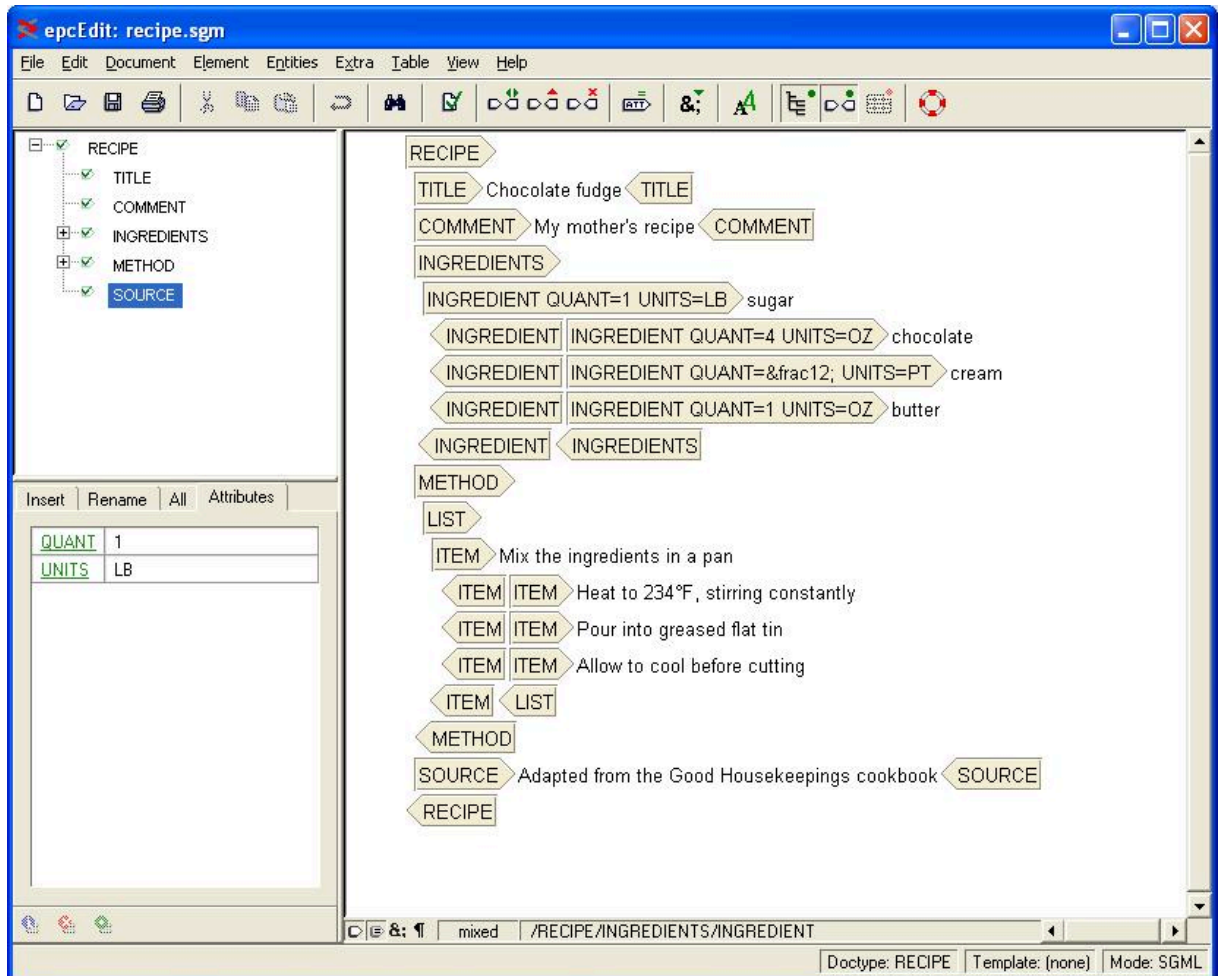 epcEdit: recipe.sgm
File Edit Document Element Entities Extra Table View Help
ATT &; A
RECIPE
TITLE
COMMENT
INGREDIENTS
METHOD
SOURCE
Insert Rename All Attributes
QUANT 1
UNITS LB
RECIPE
TITLE Chocolate fudge TITLE
COMMENT My mother's recipe COMMENT
INGREDIENTS
INGREDIENT QUANT=1 UNITS=LB sugar
INGREDIENT INGREDIENT QUANT=4 UNITS=OZ chocolate
INGREDIENT INGREDIENT QUANT=&frac12; UNITS=PT cream
INGREDIENT INGREDIENT QUANT=1 UNITS=OZ butter
INGREDIENT INGREDIENTS
METHOD
LIST
ITEM Mix the ingredients in a pan
ITEM ITEM Heat to 234°F, stirring constantly
ITEM ITEM Pour into greased flat tin
ITEM ITEM Allow to cool before cutting
ITEM LIST
METHOD
SOURCE Adapted from the Good Housekeepings cookbook SOURCE
RECIPE
&; ¶ mixed /RECIPE/INGREDIENTS/INGREDIENT
Doctype: RECIPE Template: (none) Mode: SGML